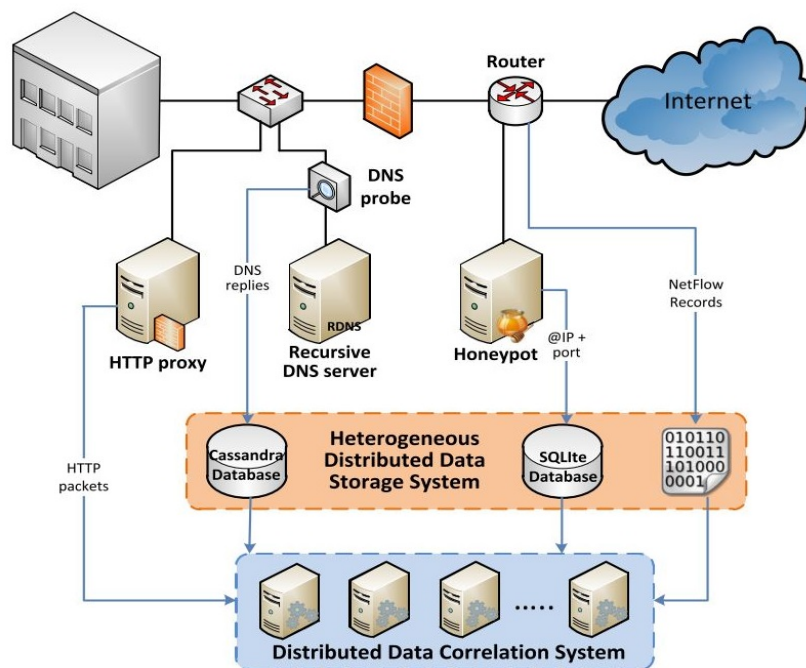 Router
Internet
DNS
probe
DNS
replies
NetFlow
Records
RDNS
HTTP proxy
Recursive
DNS server
Honeypot
@IP +
port
HTTP
packets
Cassandra
Database
Heterogeneous
Distributed Data
Storage System
SQLIte
Database
010110
110011
101000
0001
.....
Distributed Data Correlation System